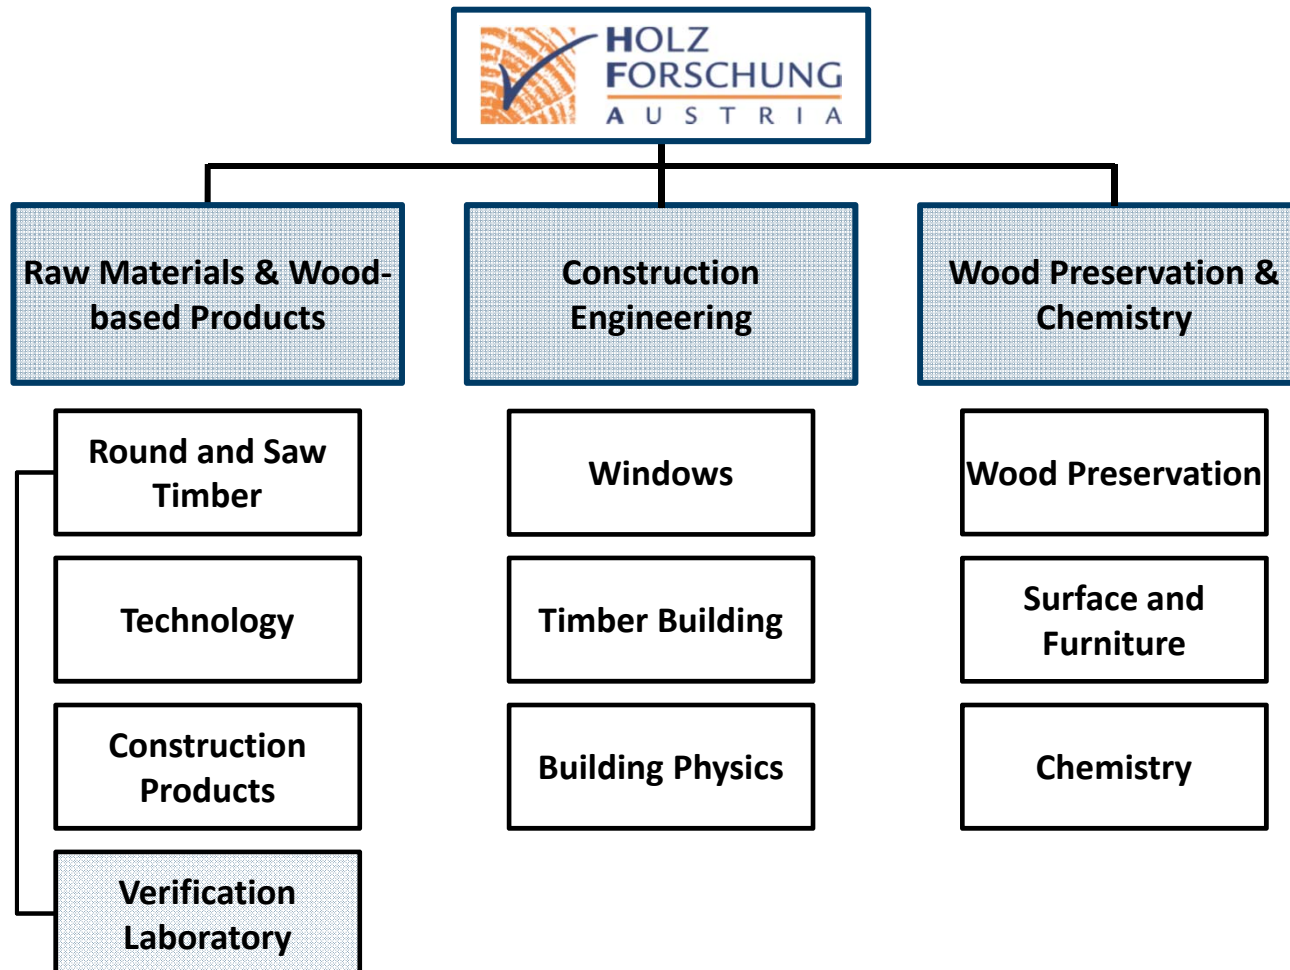 HOLZ
FORSCHUNG
AUSTRIA
Raw Materials & Wood-
based Products
Construction
Engineering
Wood Preservation &
Chemistry
Round and Saw
Timber
Windows
Wood Preservation
Technology
Timber Building
Surface and
Furniture
Construction
Products
Building Physics
Chemistry
Verification
Laboratory